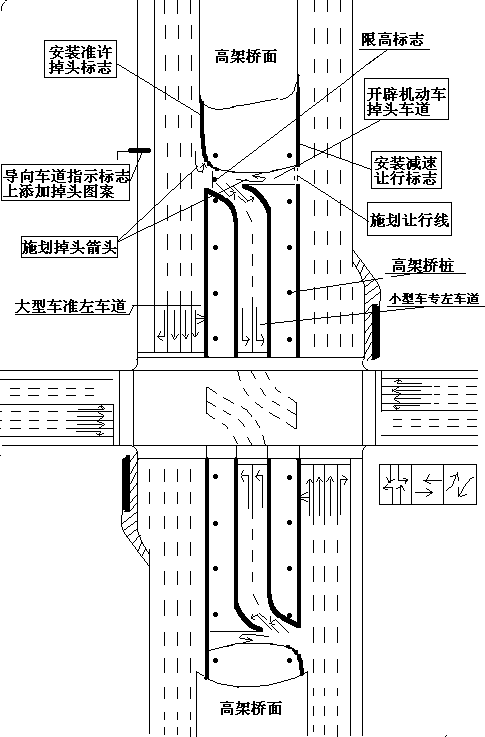 安装准许
掉头标志
高架桥面
限高标志
开辟机动车
掉头车道
导向车道指示标志
上添加掉头图案
安装减速
让行标志
施划掉头箭头
施划让行线
高架桥桩
大型车准左车道
小型车专左车道
高架桥面